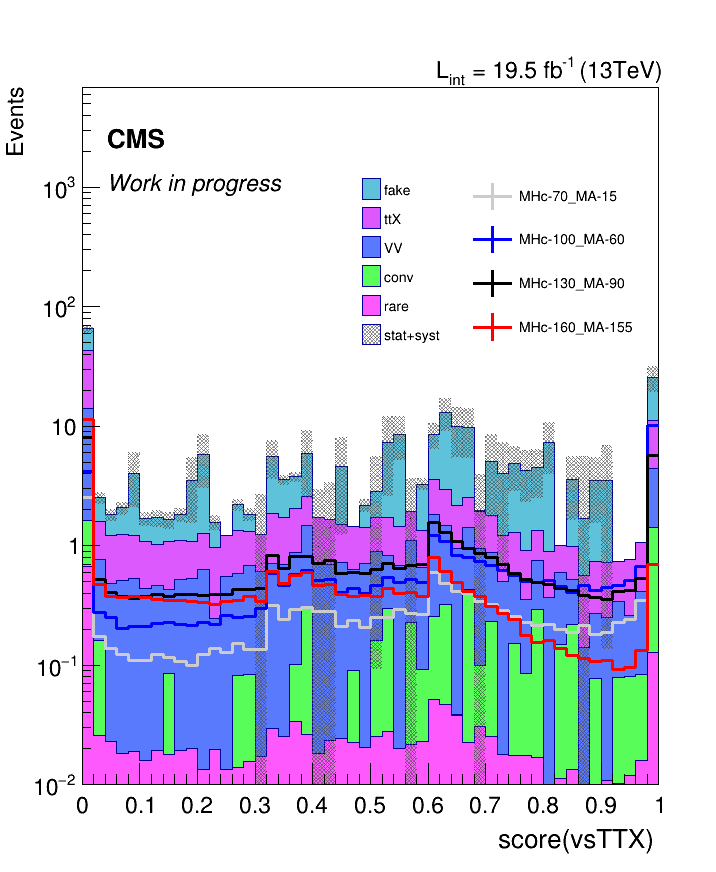 L_int = 19.5 fb^-1 (13TeV)
Events
CMS
Work in progress
fake
ttX
VV
conv
rare
stat+syst
MHc-70_MA-15
MHc-100_MA-60
MHc-130_MA-90
MHc-160_MA-155
10^3
10^2
10
1
10^-1
10^-2
0 0.1 0.2 0.3 0.4 0.5 0.6 0.7 0.8 0.9 1
score(vsTTX)